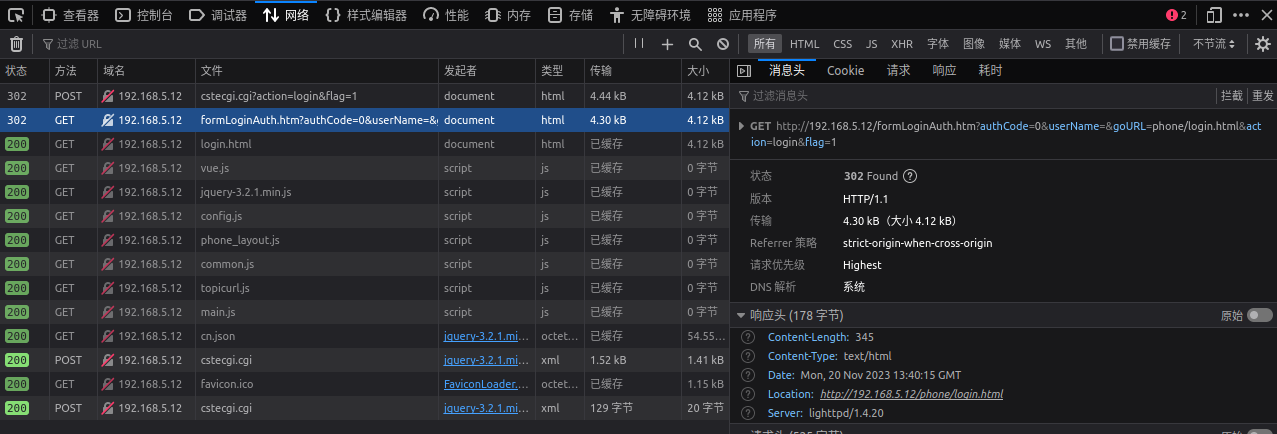 查看器 控制台 调试器 网络 样式编辑器 性能 内存 存储 无障碍环境 应用程序 2
过滤 URL 所有 HTML CSS JS XHR 字体 图像 媒体 WS 其他 禁用缓存 不节流
状态 方法 域名 文件 发起者 类型 传输 大小
302 POST 192.168.5.12 cstecgi.cgi?action=login&flag=1 document html 4.44 kB 4.12 kB
302 GET 192.168.5.12 formLoginAuth.htm?authCode=0&userName=&g document html 4.30 kB 4.12 kB
200 GET 192.168.5.12 login.html document html 已缓存 4.12 kB
200 GET 192.168.5.12 vue.js script js 已缓存 0 字节
200 GET 192.168.5.12 jquery-3.2.1.min.js script js 已缓存 0 字节
200 GET 192.168.5.12 config.js script js 已缓存 0 字节
200 GET 192.168.5.12 phone_layout.js script js 已缓存 0 字节
200 GET 192.168.5.12 common.js script js 已缓存 0 字节
200 GET 192.168.5.12 topicurl.js script js 已缓存 0 字节
200 GET 192.168.5.12 main.js script js 已缓存 0 字节
200 GET 192.168.5.12 cn.json jquery-3.2.1.mi… octet… 已缓存 54.55…
200 POST 192.168.5.12 cstecgi.cgi jquery-3.2.1.mi… xml 1.52 kB 1.41 kB
200 GET 192.168.5.12 favicon.ico FaviconLoader.… octet… 已缓存 1.15 kB
200 POST 192.168.5.12 cstecgi.cgi jquery-3.2.1.mi… xml 129 字节 20 字节
消息头 Cookie 请求 响应 耗时
过滤消息头 拦截 重发
GET http://192.168.5.12/formLoginAuth.htm?authCode=0&userName=&goURL=phone/login.html&act
ion=login&flag=1
状态 302 Found
版本 HTTP/1.1
传输 4.30 kB（大小 4.12 kB）
Referrer 策略 strict-origin-when-cross-origin
请求优先级 Highest
DNS 解析 系统
响应头 (178 字节) 原始
Content-Length: 345
Content-Type: text/html
Date: Mon, 20 Nov 2023 13:40:15 GMT
Location: http://192.168.5.12/phone/login.html
Server: lighttpd/1.4.20